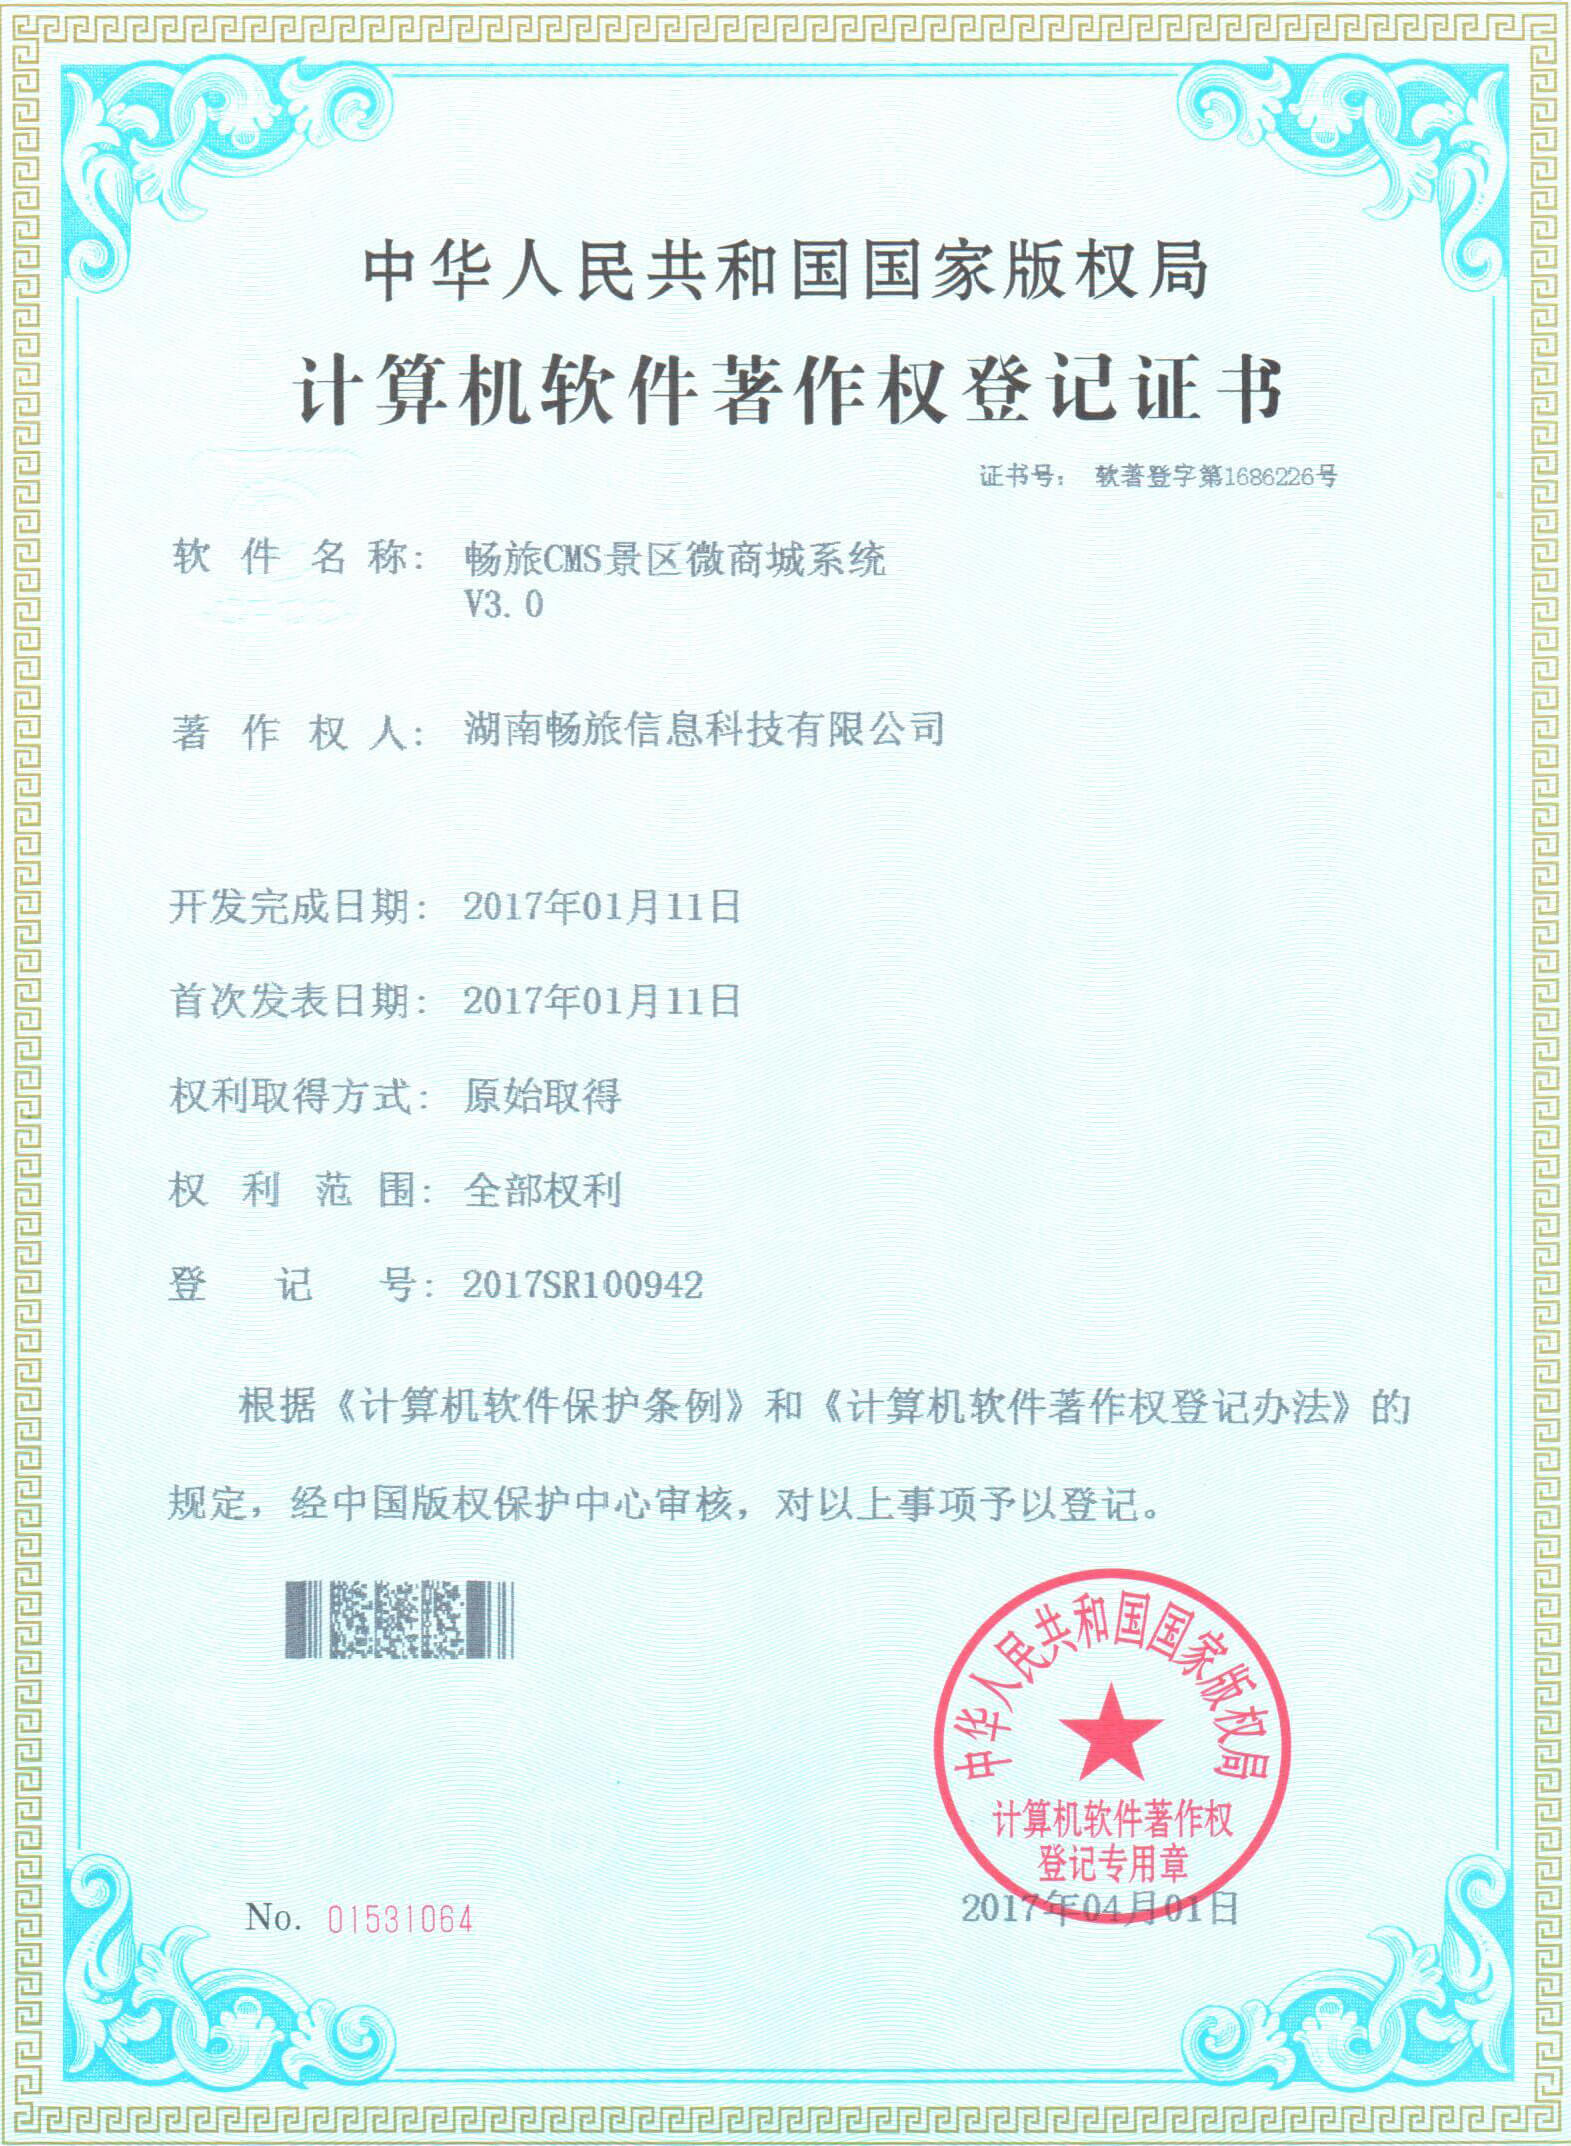 中华人民共和国国家版权局
计算机软件著作权登记证书
证书号： 软著登字第1686226号
软件名称： 畅旅CMS景区微商城系统
V3.0
著作权人： 湖南畅旅信息科技有限公司
开发完成日期： 2017年01月11日
首次发表日期： 2017年01月11日
权利取得方式： 原始取得
权利范围： 全部权利
登记号： 2017SR100942
根据《计算机软件保护条例》和《计算机软件著作权登记办法》的
规定，经中国版权保护中心审核，对以上事项予以登记。
中华人民共和国国家版权局
计算机软件著作权
登记专用章
2017年04月01日
No. 01531064